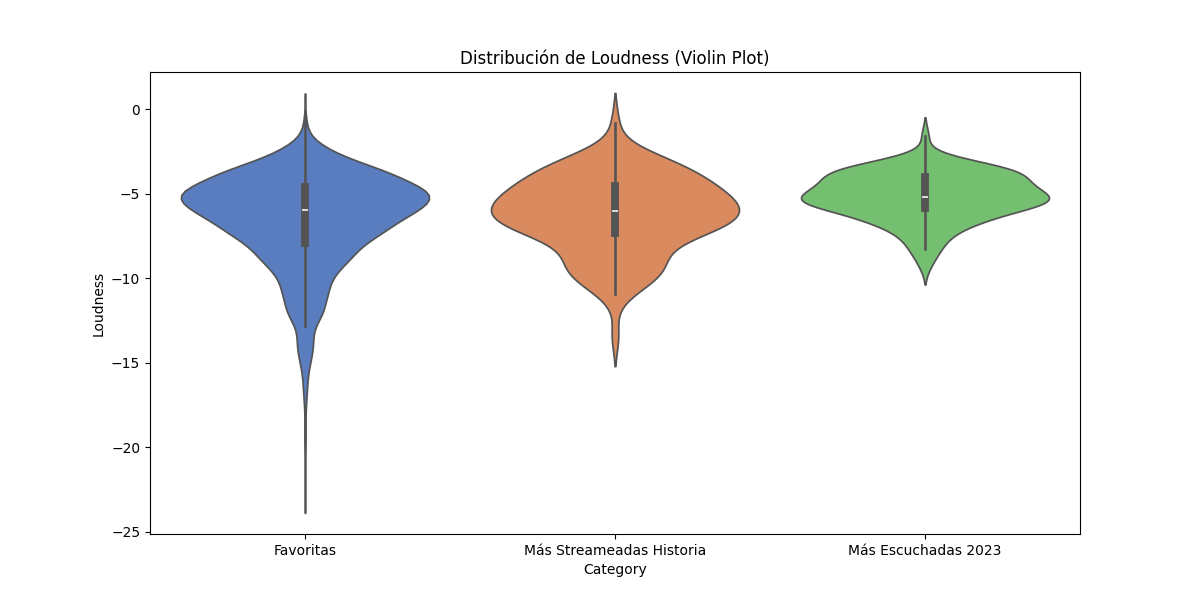 Distribución de Loudness (Violin Plot)
Loudness
0
−5
−10
−15
−20
−25
Favoritas
Más Streameadas Historia
Más Escuchadas 2023
Category